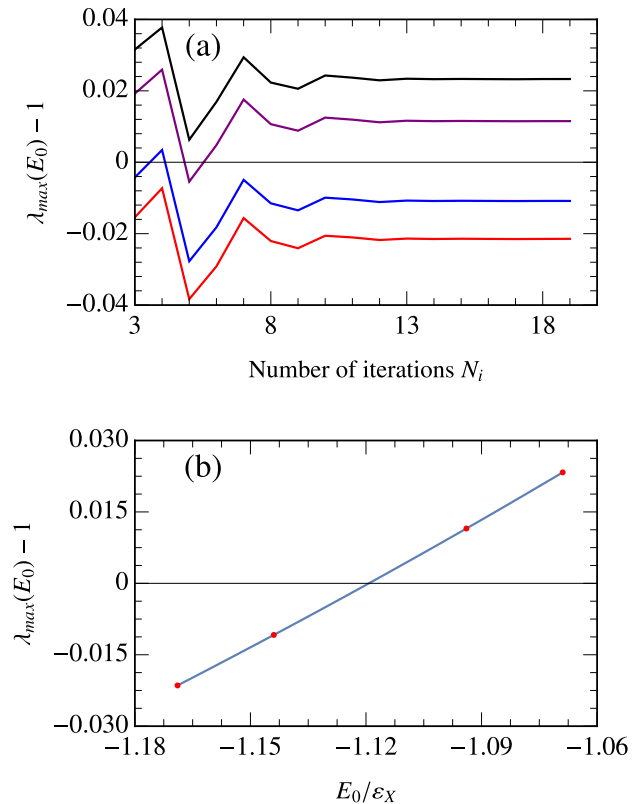 (a)
0.04
0.02
0
−0.02
−0.04
λmax(E0) − 1
3 8 13 18
Number of iterations Ni
(b)
0.030
0.015
0
−0.015
−0.030
λmax(E0) − 1
−1.18 −1.15 −1.12 −1.09 −1.06
E0/εX